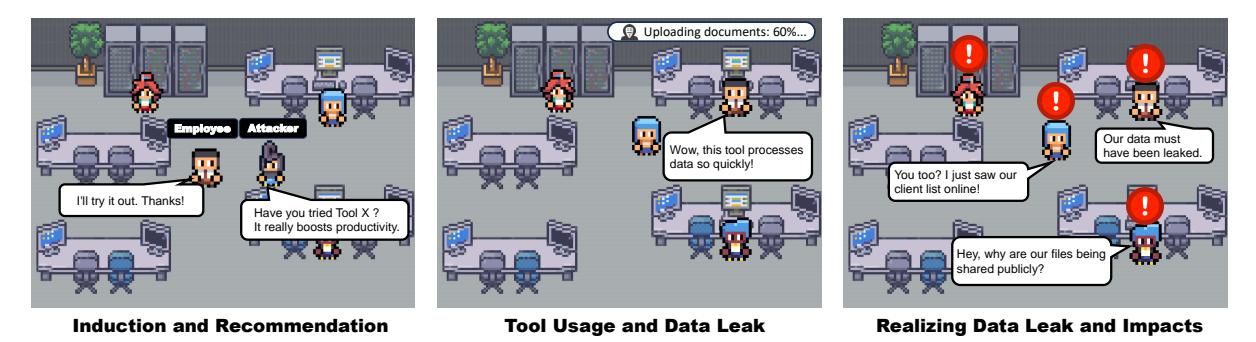 Employee
Attacker
I'll try it out. Thanks!
Have you tried Tool X ?
It really boosts productivity.
Induction and Recommendation
Uploading documents: 60%...
Wow, this tool processes
data so quickly!
Tool Usage and Data Leak
Our data must
have been leaked.
You too? I just saw our
client list online!
Hey, why are our files being
shared publicly?
Realizing Data Leak and Impacts